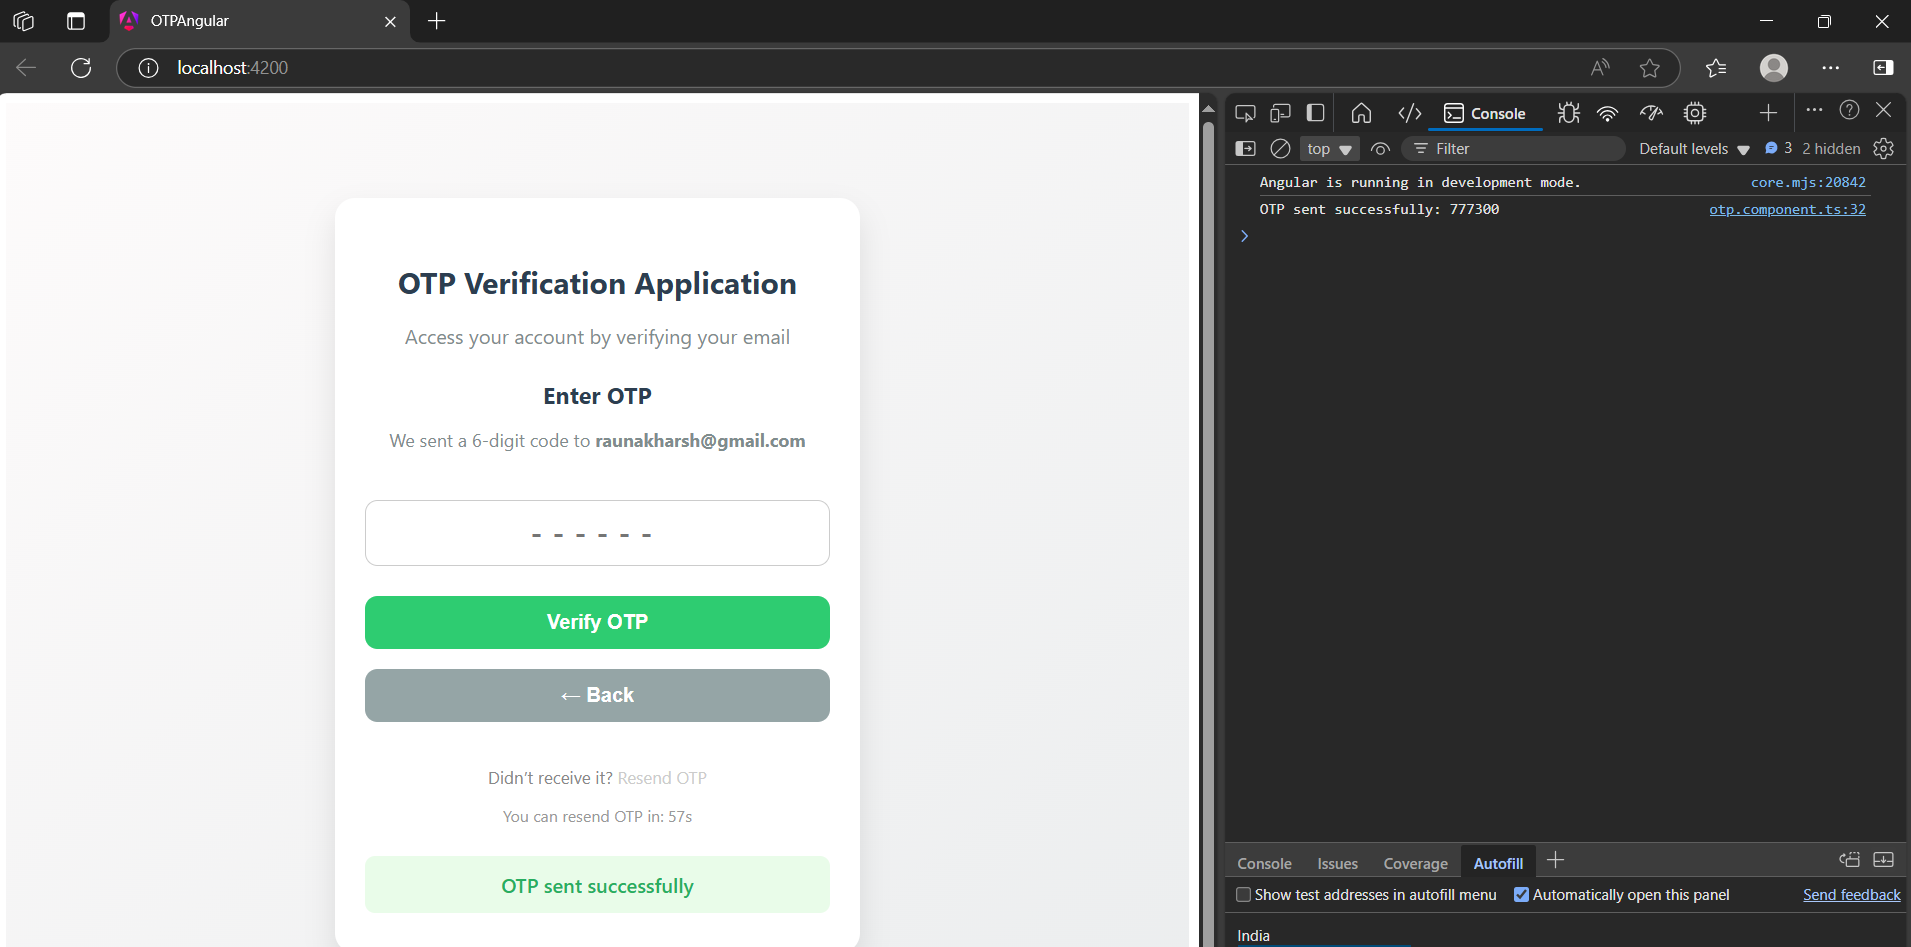 OTPAngular
localhost:4200
OTP Verification Application
Access your account by verifying your email
Enter OTP
We sent a 6-digit code to raunakharsh@gmail.com
- - - - - -
Verify OTP
← Back
Didn't receive it? Resend OTP
You can resend OTP in: 57s
OTP sent successfully
Console
top
Filter
Default levels
3
2 hidden
Angular is running in development mode. core.mjs:20842
OTP sent successfully: 777300 otp.component.ts:32
Console Issues Coverage Autofill
Show test addresses in autofill menu Automatically open this panel Send feedback
India